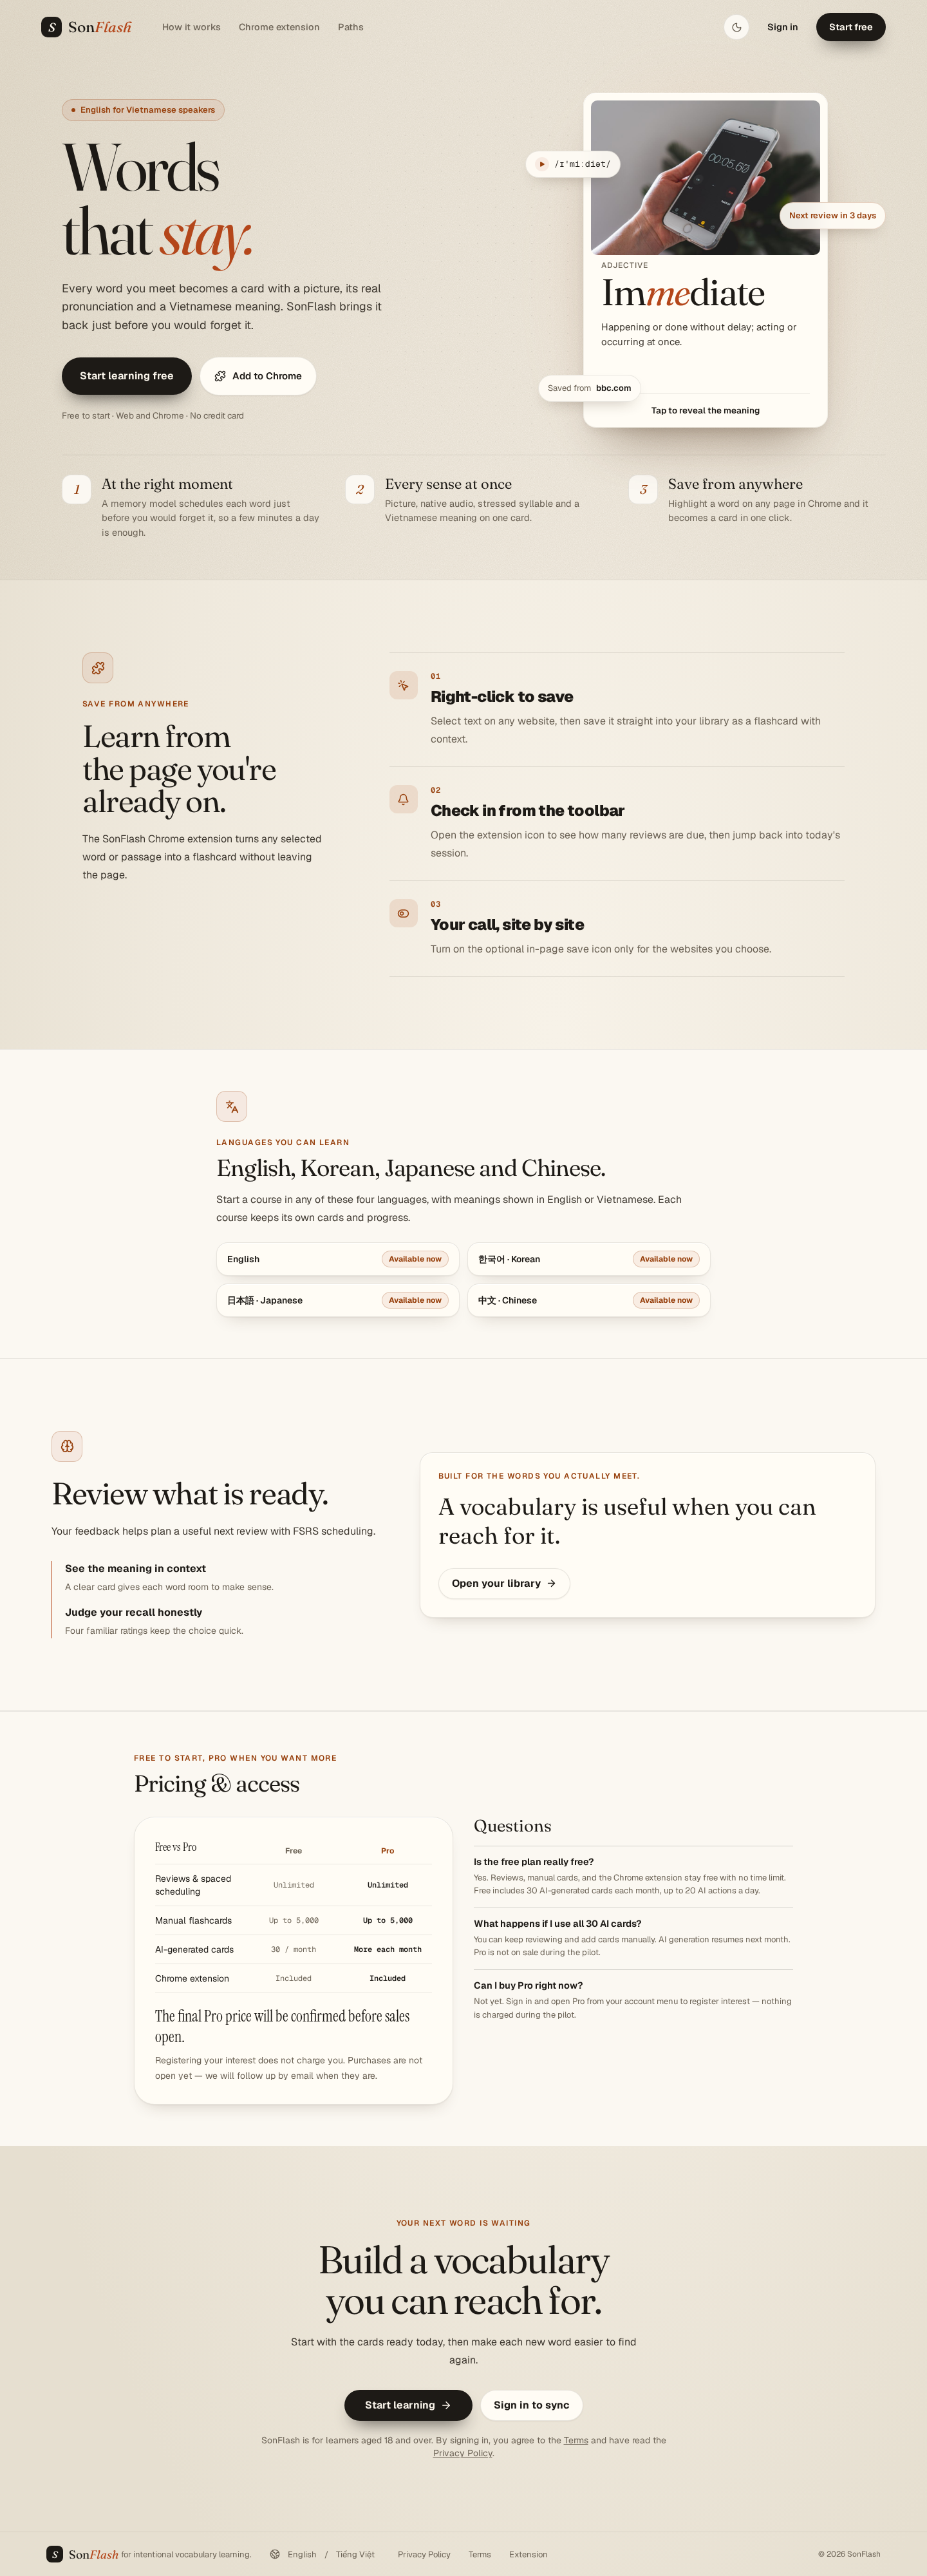 S SonFlash How it works Chrome extension Paths Sign in Start free
English for Vietnamese speakers
Words
that stay.
Every word you meet becomes a card with a picture, its real
pronunciation and a Vietnamese meaning. SonFlash brings it
back just before you would forget it.
Start learning free Add to Chrome
Free to start · Web and Chrome · No credit card
/ɪˈmiːdiət/
00:05.60
Next review in 3 days
ADJECTIVE
Immediate
Happening or done without delay; acting or
occurring at once.
Saved from bbc.com
Tap to reveal the meaning
1 At the right moment
A memory model schedules each word just
before you would forget it, so a few minutes a day
is enough.
2 Every sense at once
Picture, native audio, stressed syllable and a
Vietnamese meaning on one card.
3 Save from anywhere
Highlight a word on any page in Chrome and it
becomes a card in one click.
SAVE FROM ANYWHERE
Learn from
the page you're
already on.
The SonFlash Chrome extension turns any selected
word or passage into a flashcard without leaving
the page.
01
Right-click to save
Select text on any website, then save it straight into your library as a flashcard with
context.
02
Check in from the toolbar
Open the extension icon to see how many reviews are due, then jump back into today's
session.
03
Your call, site by site
Turn on the optional in-page save icon only for the websites you choose.
LANGUAGES YOU CAN LEARN
English, Korean, Japanese and Chinese.
Start a course in any of these four languages, with meanings shown in English or Vietnamese. Each
course keeps its own cards and progress.
English Available now
한국어 · Korean Available now
日本語 · Japanese Available now
中文 · Chinese Available now
Review what is ready.
Your feedback helps plan a useful next review with FSRS scheduling.
See the meaning in context
A clear card gives each word room to make sense.
Judge your recall honestly
Four familiar ratings keep the choice quick.
BUILT FOR THE WORDS YOU ACTUALLY MEET.
A vocabulary is useful when you can
reach for it.
Open your library
FREE TO START, PRO WHEN YOU WANT MORE
Pricing & access
Free vs Pro Free Pro
Reviews & spaced
scheduling Unlimited Unlimited
Manual flashcards Up to 5,000 Up to 5,000
AI-generated cards 30 / month More each month
Chrome extension Included Included
The final Pro price will be confirmed before sales
open.
Registering your interest does not charge you. Purchases are not
open yet — we will follow up by email when they are.
Questions
Is the free plan really free?
Yes. Reviews, manual cards, and the Chrome extension stay free with no time limit.
Free includes 30 AI-generated cards each month, up to 20 AI actions a day.
What happens if I use all 30 AI cards?
You can keep reviewing and add cards manually. AI generation resumes next month.
Pro is not on sale during the pilot.
Can I buy Pro right now?
Not yet. Sign in and open Pro from your account menu to register interest — nothing
is charged during the pilot.
YOUR NEXT WORD IS WAITING
Build a vocabulary
you can reach for.
Start with the cards ready today, then make each new word easier to find
again.
Start learning Sign in to sync
SonFlash is for learners aged 18 and over. By signing in, you agree to the Terms and have read the
Privacy Policy.
S SonFlash for intentional vocabulary learning. English / Tiếng Việt Privacy Policy Terms Extension © 2026 SonFlash